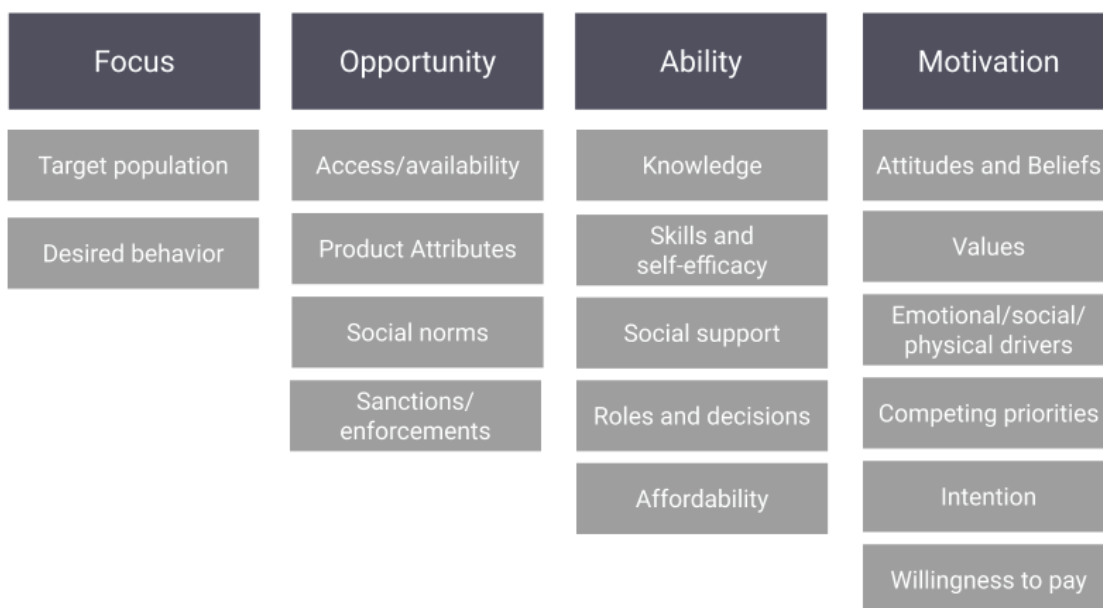 Focus
Target population
Desired behavior
Opportunity
Access/availability
Product Attributes
Social norms
Sanctions/
enforcements
Ability
Knowledge
Skills and
self-efficacy
Social support
Roles and decisions
Affordability
Motivation
Attitudes and Beliefs
Values
Emotional/social/
physical drivers
Competing priorities
Intention
Willingness to pay